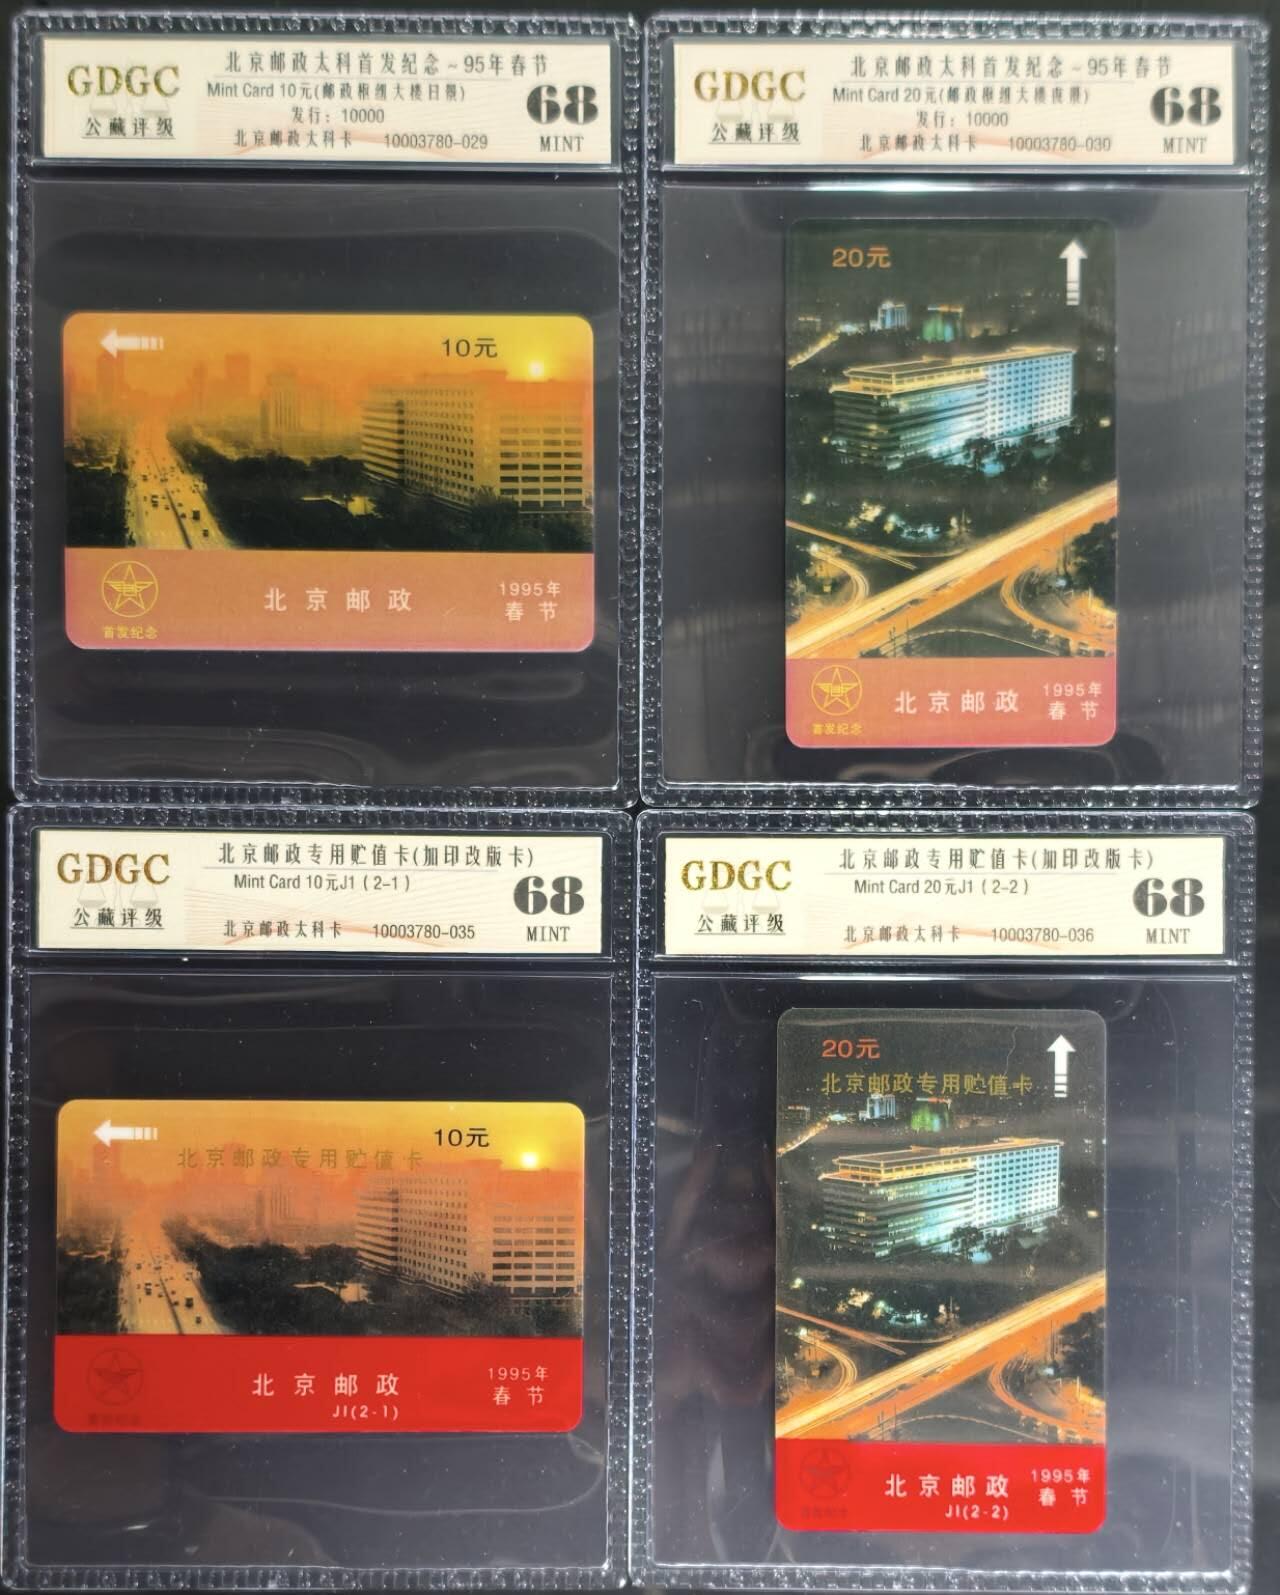 GDGC
公藏评级
北京邮政太科首发纪念~95年春节
Mint Card 10元(邮政枢纽大楼日景)
发行：10000
北京邮政太科卡 10003780-029
68
MINT
10元
北京邮政
1995年
春节
首发纪念
GDGC
公藏评级
北京邮政太科首发纪念~95年春节
Mint Card 20元(邮政枢纽大楼夜景)
发行：10000
北京邮政太科卡 10003780-030
68
MINT
20元
北京邮政
1995年
春节
首发纪念
GDGC
公藏评级
北京邮政专用贮值卡(加印改版卡)
Mint Card 10元J1（2-1）
北京邮政太科卡 10003780-035
68
MINT
10元
北京邮政专用贮值卡
北京邮政
J1(2-1)
1995年
春节
首发纪念
GDGC
公藏评级
北京邮政专用贮值卡(加印改版卡)
Mint Card 20元J1（2-2）
北京邮政太科卡 10003780-036
68
MINT
20元
北京邮政专用贮值卡
北京邮政
J1(2-2)
1995年
春节
首发纪念